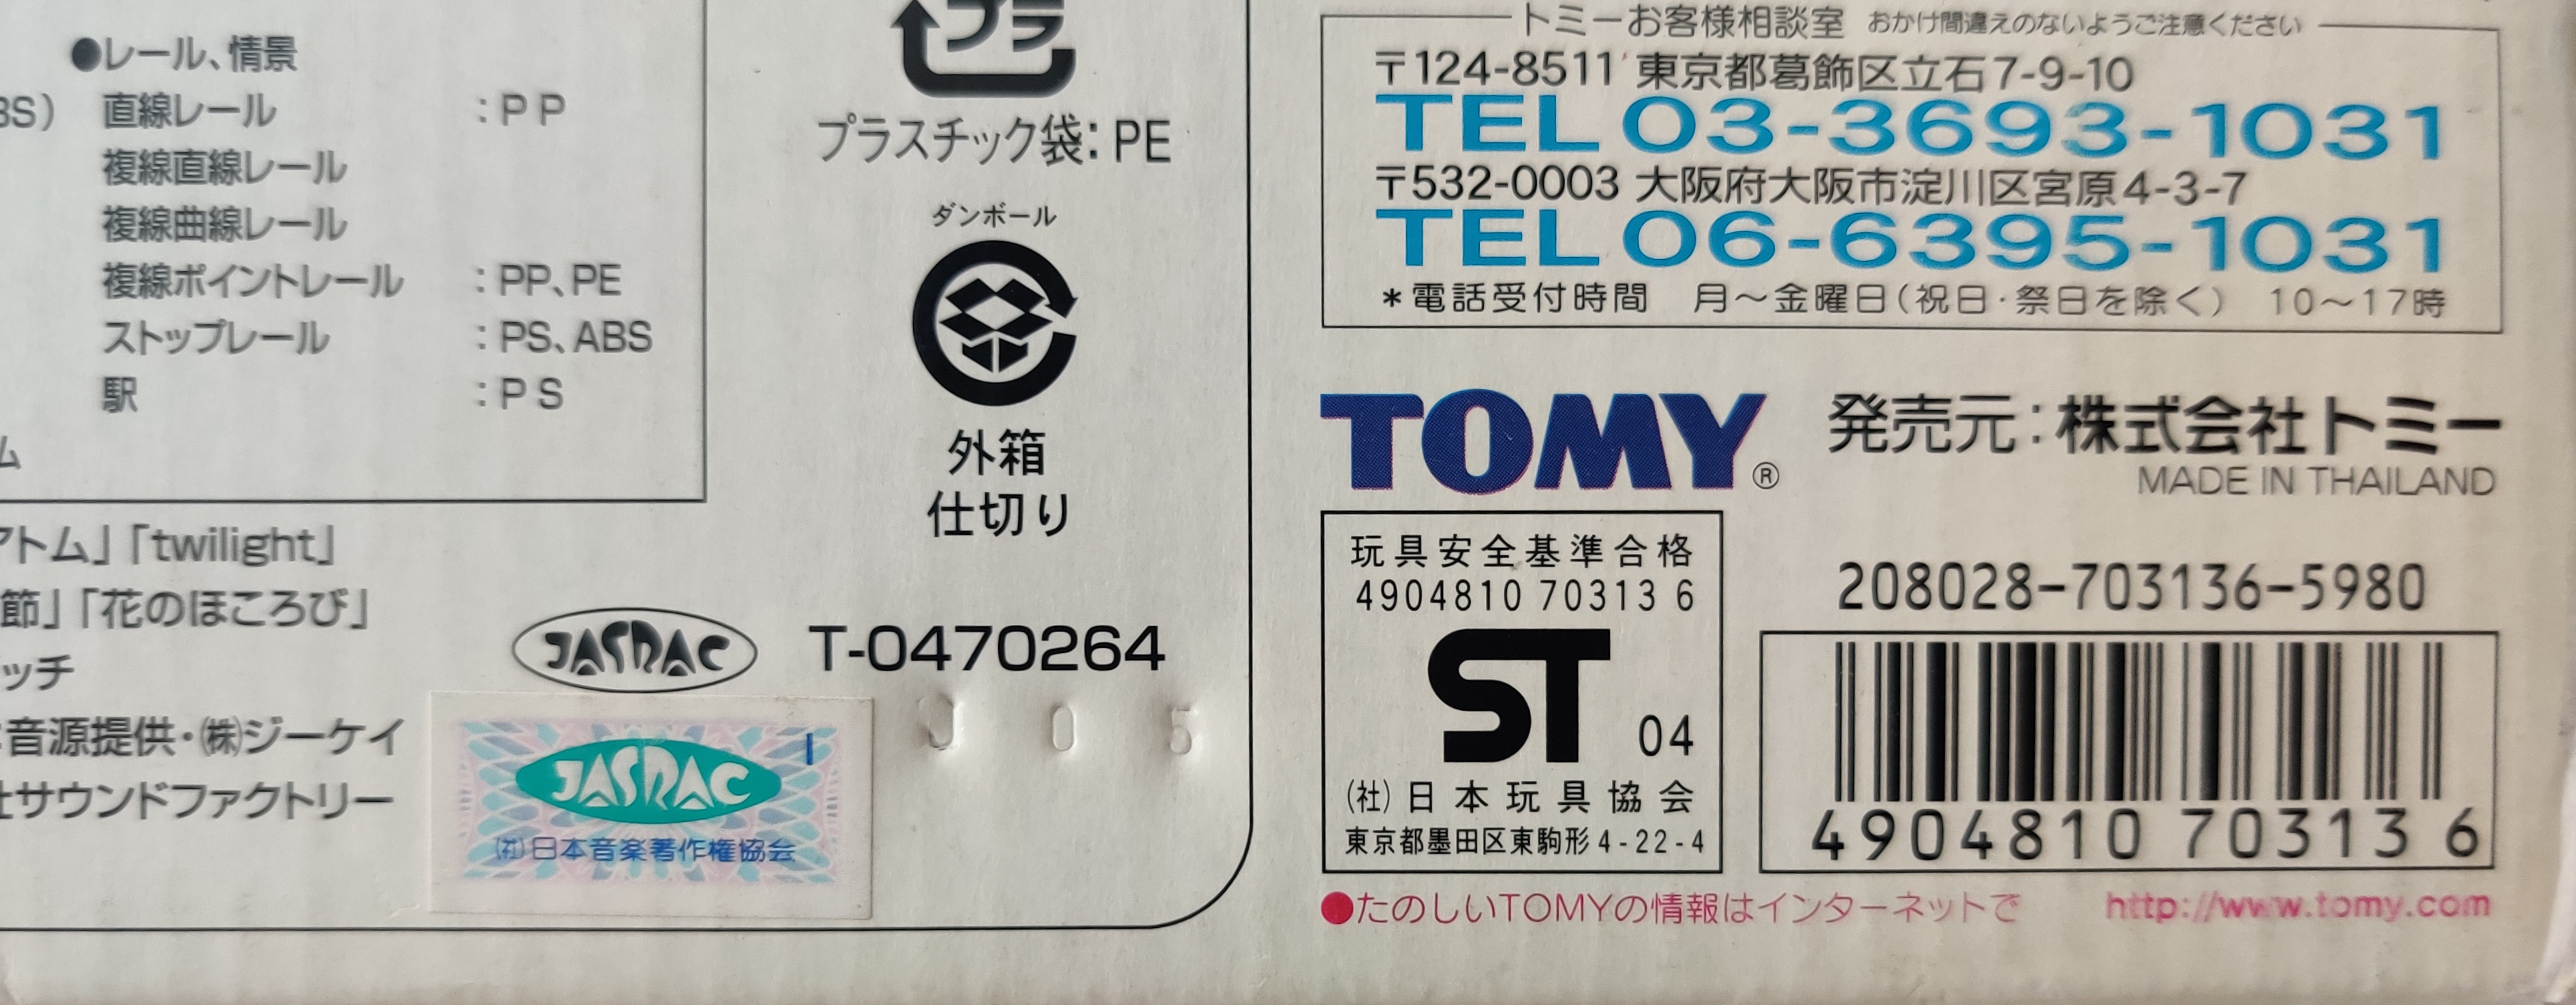 ●レール、情景
BS） 直線レール ：ＰＰ
複線直線レール
複線曲線レール
複線ポイントレール ：PP、PE
ストップレール ：PS、ABS
駅 ：ＰＳ
ム
アトム」「twilight」
節」「花のほころび」
ッチ
音源提供・㈱ジーケイ
社サウンドファクトリー
プラ
プラスチック袋：PE
ダンボール
外箱
仕切り
JASRAC T-0470264
J 0 5
JASRAC
I
(社)日本音楽著作権協会
トミーお客様相談室 おかけ間違えのないようご注意ください
〒124-8511 東京都葛飾区立石7-9-10
TEL03-3693-1031
〒532-0003 大阪府大阪市淀川区宮原4-3-7
TEL06-6395-1031
＊電話受付時間 月～金曜日（祝日・祭日を除く） 10～17時
TOMY® 発売元：株式会社トミー
MADE IN THAILAND
玩具安全基準合格
4904810 70313 6
ST 04
(社)日本玩具協会
東京都墨田区東駒形4-22-4
208028-703136-5980
4904810 70313 6
●たのしいTOMYの情報はインターネットで http://www.tomy.com